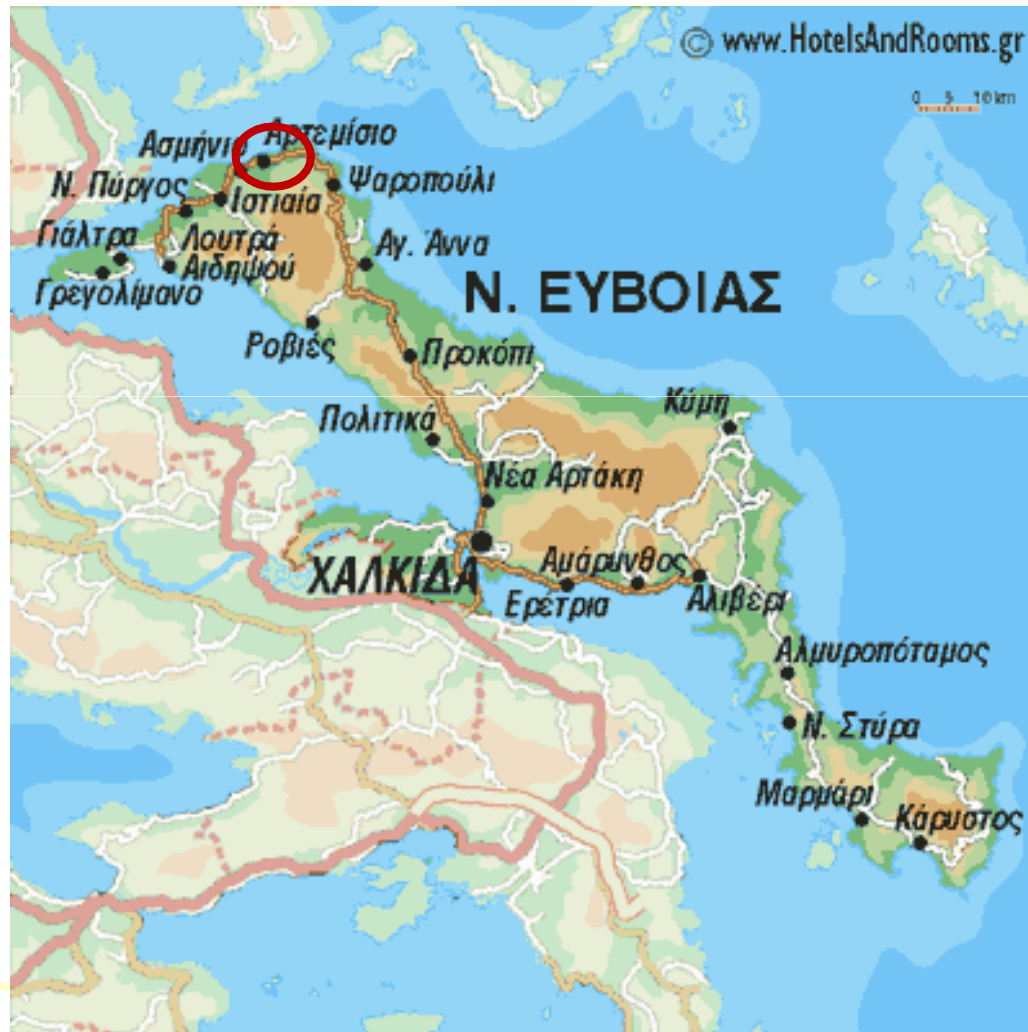 © www.HotelsAndRooms.gr
0 5 10 km
Αρτεμίσιο
Ασμήνιο
Ν. Πύργος
Ιστιαία
Ψαροπούλι
Γιάλτρα
Λουτρά
Αιδηψού
Αγ. Άννα
Γρεγολίμανο
Ν. ΕΥΒΟΙΑΣ
Ροβιές
Προκόπι
Πολιτικά
Κύμη
Νέα Αρτάκη
ΧΑΛΚΙΔΑ
Αμάρυνθος
Ερέτρια
Αλιβέρι
Αλμυροπόταμος
Ν. Στύρα
Μαρμάρι
Κάρυστος